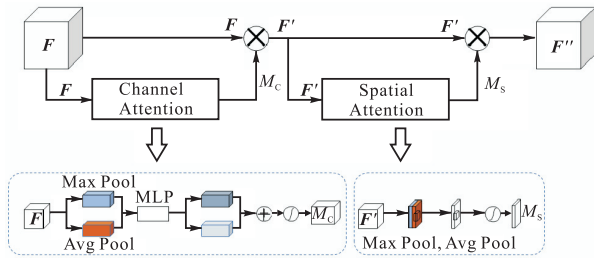 F
F
F'
F'
F''
F
Channel
Attention
M_C
F'
Spatial
Attention
M_S
Max Pool
MLP
F
M_C
Avg Pool
F'
M_S
Max Pool, Avg Pool